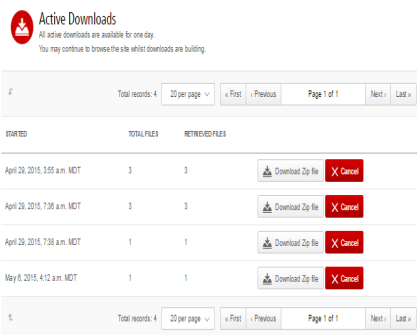 Active Downloads
All active downloads are available for one day.
You may continue to browse the site whilst downloads are building.
Total records: 4 20 per page « First ‹ Previous Page 1 of 1 Next › Last »
STARTED TOTAL FILES RETRIEVED FILES
April 29, 2015, 3:55 a.m. MDT 3 3 Download Zip file X Cancel
April 29, 2015, 7:36 a.m. MDT 3 3 Download Zip file X Cancel
April 29, 2015, 7:38 a.m. MDT 1 1 Download Zip file X Cancel
May 6, 2015, 4:12 a.m. MDT 1 1 Download Zip file X Cancel
Total records: 4 20 per page « First ‹ Previous Page 1 of 1 Next › Last »